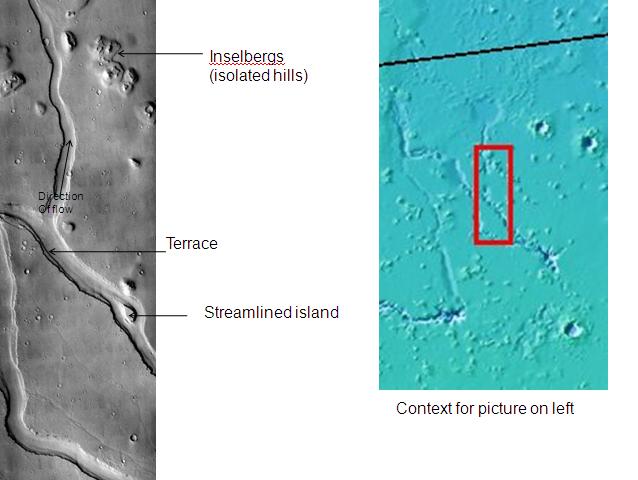 Inselbergs
(isolated hills)
Direction
Of flow
Terrace
Streamlined island
Context for picture on left